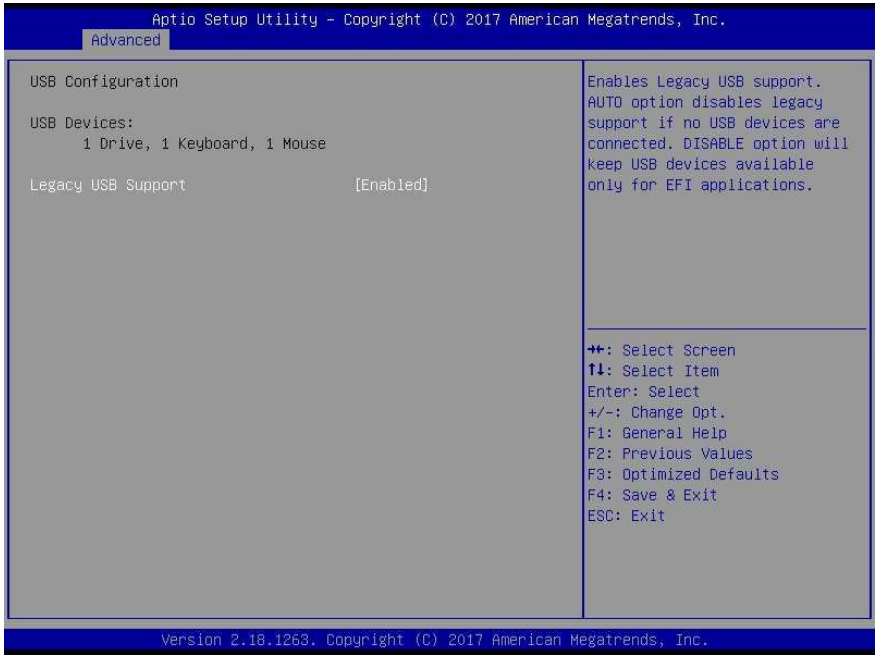 Aptio Setup Utility – Copyright (C) 2017 American Megatrends, Inc.
Advanced
USB Configuration
USB Devices:
1 Drive, 1 Keyboard, 1 Mouse
Legacy USB Support [Enabled]
Enables Legacy USB support.
AUTO option disables legacy
support if no USB devices are
connected. DISABLE option will
keep USB devices available
only for EFI applications.
→←: Select Screen
↑↓: Select Item
Enter: Select
+/-: Change Opt.
F1: General Help
F2: Previous Values
F3: Optimized Defaults
F4: Save & Exit
ESC: Exit
Version 2.18.1263. Copyright (C) 2017 American Megatrends, Inc.